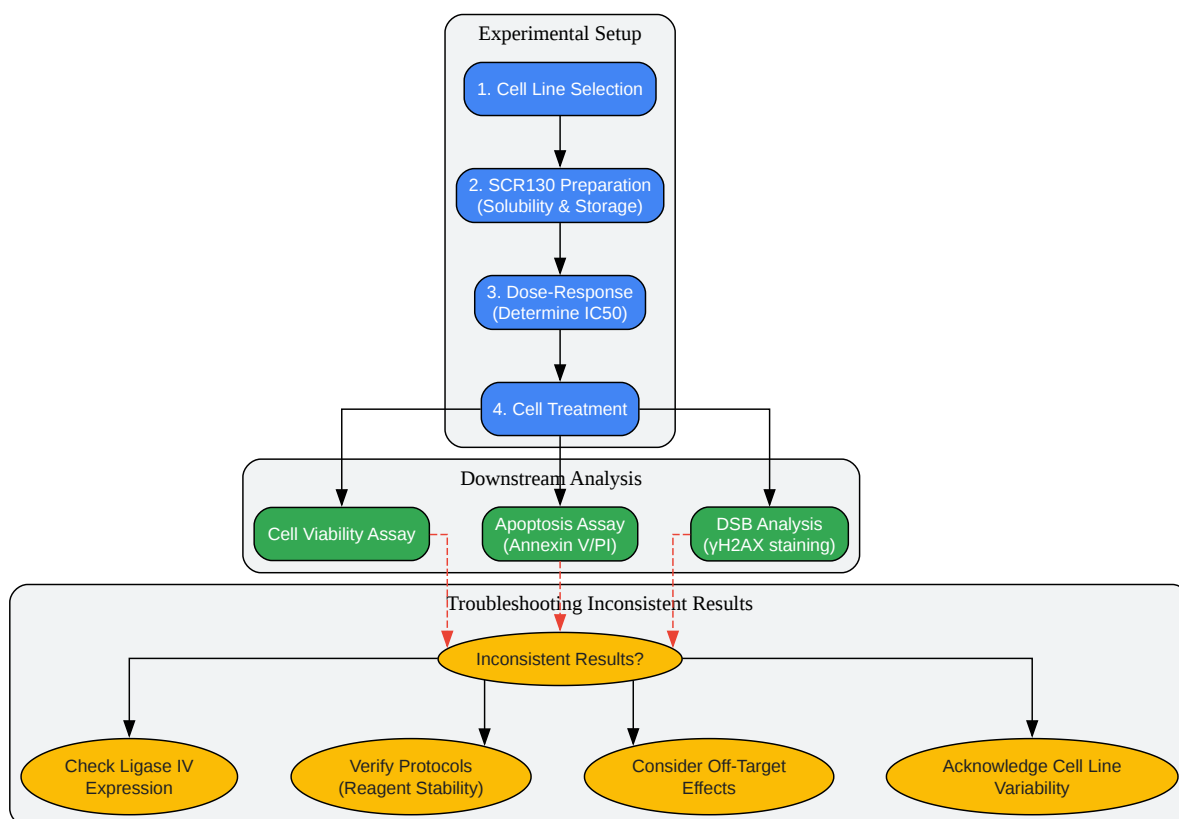 Experimental Setup
1. Cell Line Selection
2. SCR130 Preparation
(Solubility & Storage)
3. Dose-Response
(Determine IC50)
4. Cell Treatment
Downstream Analysis
Cell Viability Assay
Apoptosis Assay
(Annexin V/PI)
DSB Analysis
(γH2AX staining)
Troubleshooting Inconsistent Results
Inconsistent Results?
Check Ligase IV
Expression
Verify Protocols
(Reagent Stability)
Consider Off-Target
Effects
Acknowledge Cell Line
Variability